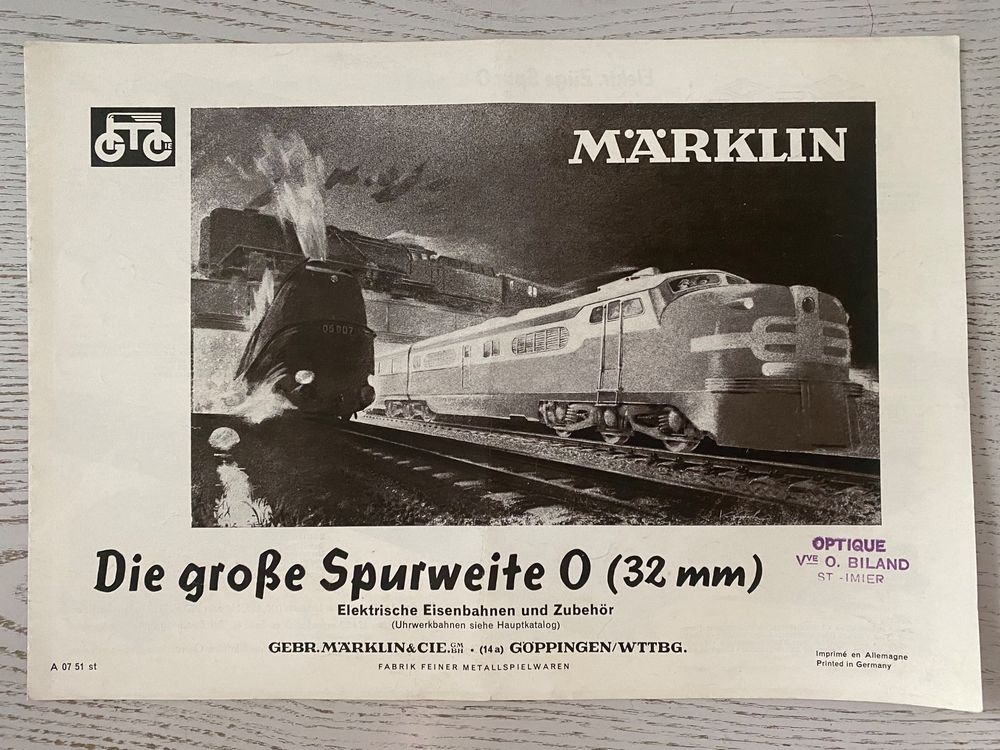 MÄRKLIN
05 007
Die große Spurweite 0 (32 mm)
Elektrische Eisenbahnen und Zubehör
(Uhrwerkbahnen siehe Hauptkatalog)
GEBR. MÄRKLIN & CIE. GMBH · (14a) GÖPPINGEN/WTTBG.
FABRIK FEINER METALLSPIELWAREN
OPTIQUE
VVE O. BILAND
ST-IMIER
A 07 51 st
Imprimé en Allemagne
Printed in Germany